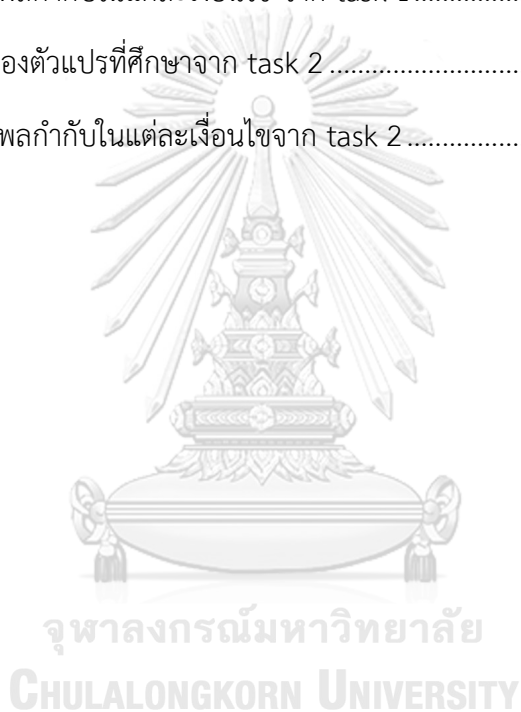 องตัวแปรที่ศึกษาจาก task 2 ........................
พลกำกับในแต่ละเงื่อนไขจาก task 2 ...............
จุฬาลงกรณ์มหาวิทยาลัย
CHULALONGKORN UNIVERSITY